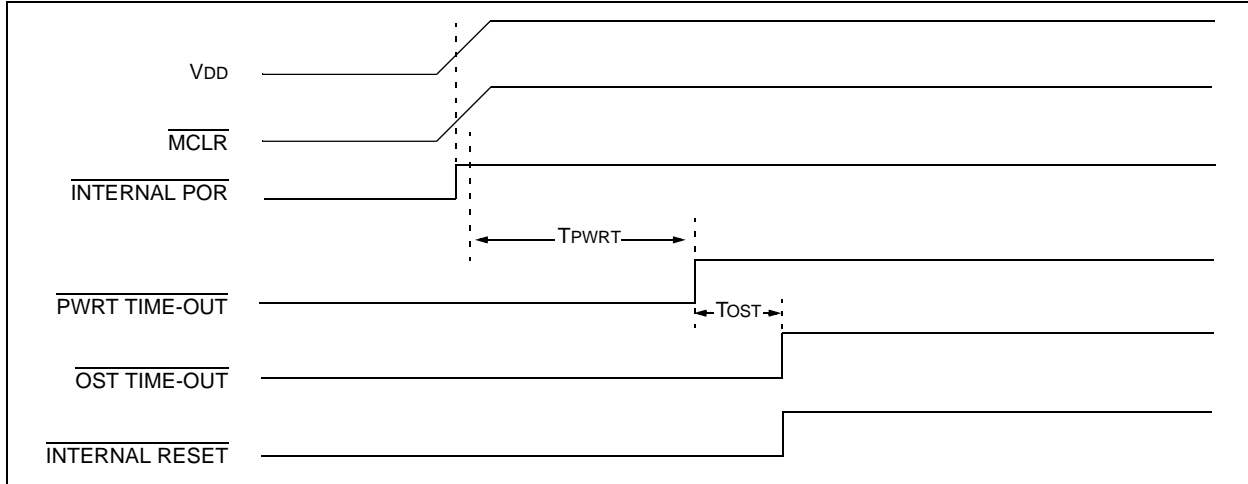 VDD
MCLR
INTERNAL POR
TPWRT
PWRT TIME-OUT
TOST
OST TIME-OUT
INTERNAL RESET